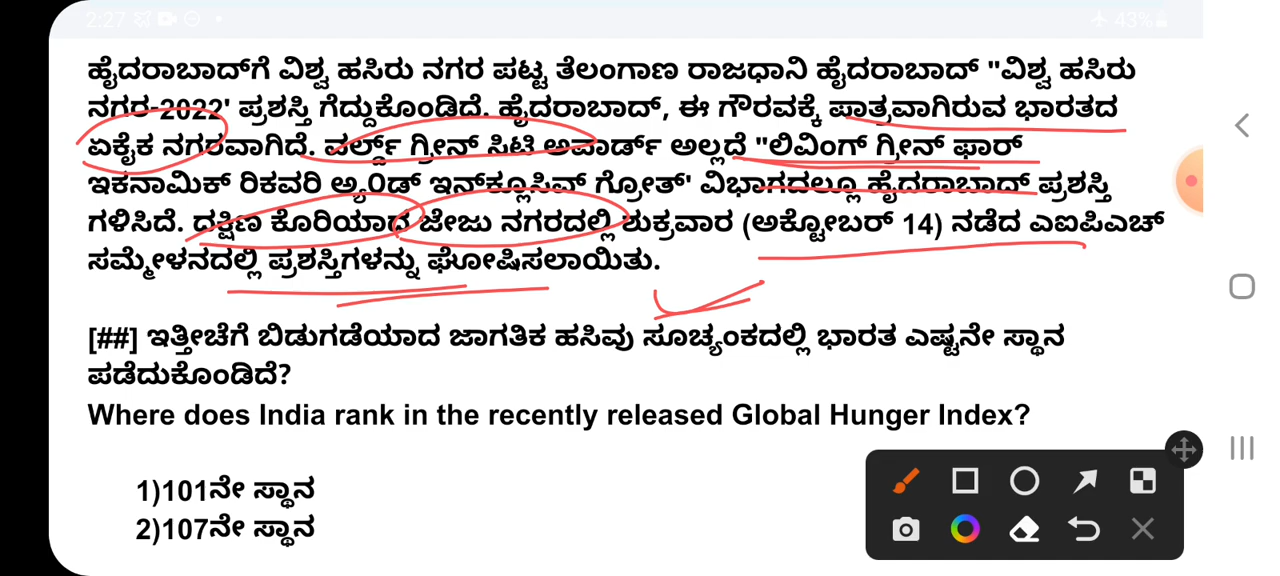 2:27
43%
ಹೈದರಾಬಾದ್‌ಗೆ ವಿಶ್ವ ಹಸಿರು ನಗರ ಪಟ್ಟ ತೆಲಂಗಾಣ ರಾಜಧಾನಿ ಹೈದರಾಬಾದ್ "ವಿಶ್ವ ಹಸಿರು
ನಗರ-2022' ಪ್ರಶಸ್ತಿ ಗೆದ್ದುಕೊಂಡಿದೆ. ಹೈದರಾಬಾದ್, ಈ ಗೌರವಕ್ಕೆ ಪಾತ್ರವಾಗಿರುವ ಭಾರತದ
ಏಕೈಕ ನಗರವಾಗಿದೆ. ವರ್ಲ್ಡ್ ಗ್ರೀನ್ ಸಿಟಿ ಅವಾರ್ಡ್ ಅಲ್ಲದೆ "ಲಿವಿಂಗ್ ಗ್ರೀನ್ ಫಾರ್
ಇಕನಾಮಿಕ್ ರಿಕವರಿ ಅ್ಯಂಡ್ ಇನ್‌ಕ್ಲೂಸಿವ್ ಗ್ರೋತ್' ವಿಭಾಗದಲ್ಲೂ ಹೈದರಾಬಾದ್ ಪ್ರಶಸ್ತಿ
ಗಳಿಸಿದೆ. ದಕ್ಷಿಣ ಕೊರಿಯಾದ ಜೇಜು ನಗರದಲ್ಲಿ ಶುಕ್ರವಾರ (ಅಕ್ಟೋಬರ್ 14) ನಡೆದ ಎಐಪಿಎಚ್
ಸಮ್ಮೇಳನದಲ್ಲಿ ಪ್ರಶಸ್ತಿಗಳನ್ನು ಘೋಷಿಸಲಾಯಿತು.
[##] ಇತ್ತೀಚೆಗೆ ಬಿಡುಗಡೆಯಾದ ಜಾಗತಿಕ ಹಸಿವು ಸೂಚ್ಯಂಕದಲ್ಲಿ ಭಾರತ ಎಷ್ಟನೇ ಸ್ಥಾನ
ಪಡೆದುಕೊಂಡಿದೆ?
Where does India rank in the recently released Global Hunger Index?
1)101ನೇ ಸ್ಥಾನ
2)107ನೇ ಸ್ಥಾನ